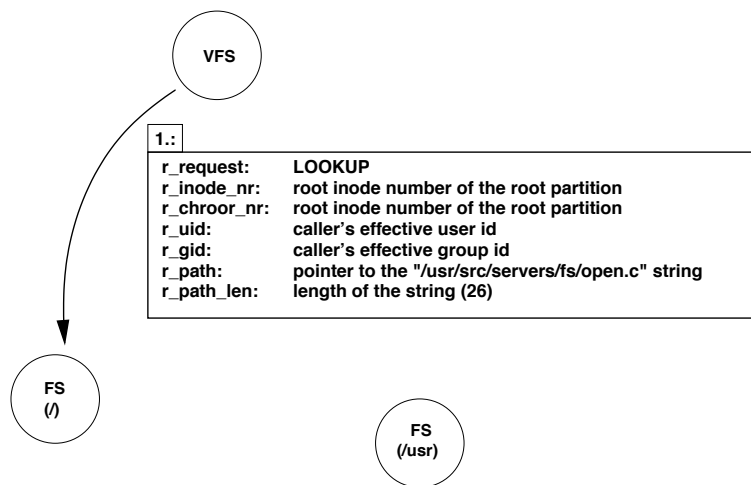 VFS
1.:
r_request: LOOKUP
r_inode_nr: root inode number of the root partition
r_chroor_nr: root inode number of the root partition
r_uid: caller's effective user id
r_gid: caller's effective group id
r_path: pointer to the "/usr/src/servers/fs/open.c" string
r_path_len: length of the string (26)
FS
(/)
FS
(/usr)